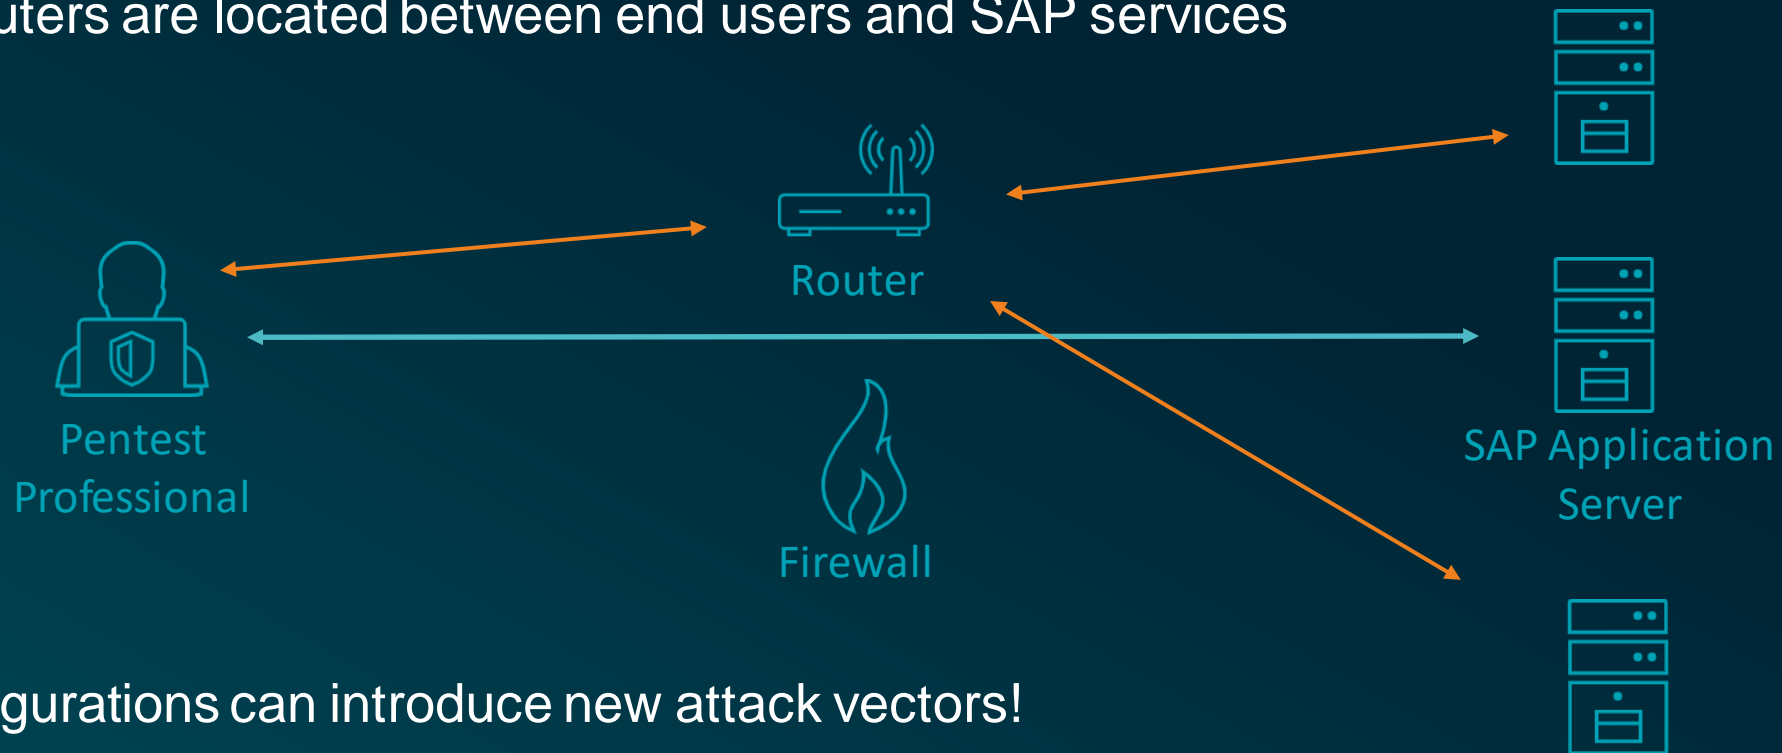 uters are located between end users and SAP services
Router
Pentest
Professional
SAP Application
Server
Firewall
gurations can introduce new attack vectors!